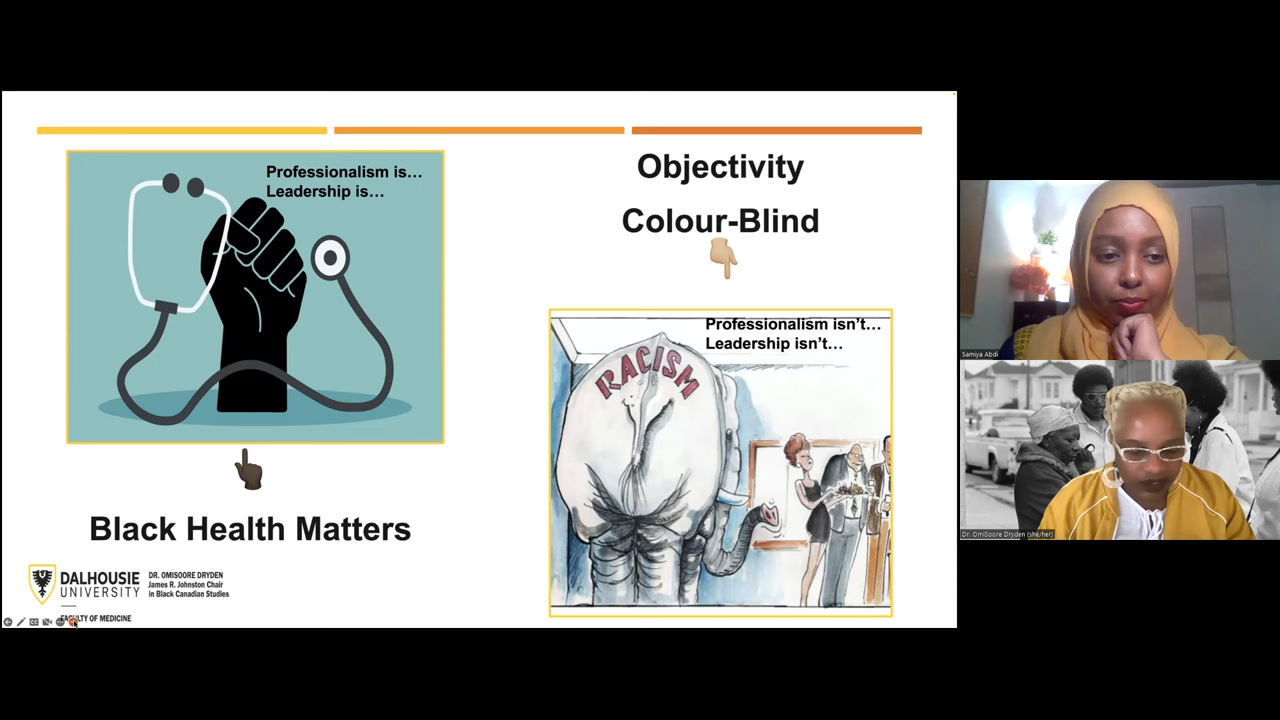 Professionalism is…
Leadership is…
Black Health Matters
Objectivity
Colour-Blind
Professionalism isn't…
Leadership isn't…
RACISM
DALHOUSIE
UNIVERSITY
FACULTY OF MEDICINE
DR. OMISOORE DRYDEN
James R. Johnston Chair
in Black Canadian Studies
Samiya Abdi
Dr. OmiSoore Dryden (she/her)